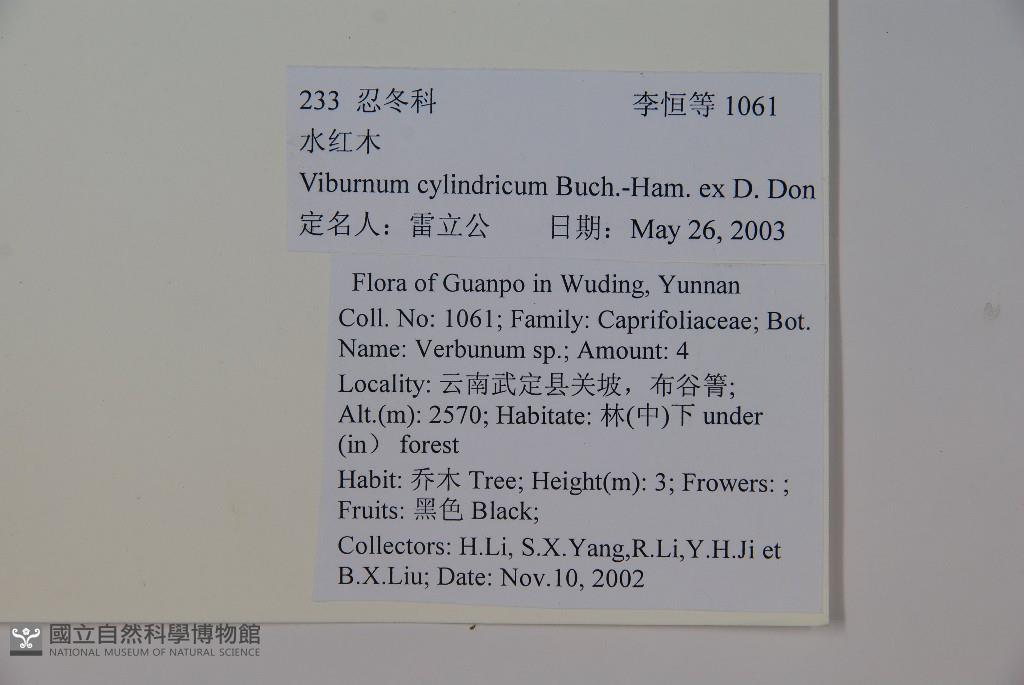 233 忍冬科 李恒等 1061
水红木
Viburnum cylindricum Buch.-Ham. ex D. Don
定名人：雷立公 日期：May 26, 2003
Flora of Guanpo in Wuding, Yunnan
Coll. No: 1061; Family: Caprifoliaceae; Bot.
Name: Verbunum sp.; Amount: 4
Locality: 云南武定县关坡，布谷箐;
Alt.(m): 2570; Habitate: 林(中)下 under
(in） forest
Habit: 乔木 Tree; Height(m): 3; Frowers: ;
Fruits: 黑色 Black;
Collectors: H.Li, S.X.Yang,R.Li,Y.H.Ji et
B.X.Liu; Date: Nov.10, 2002
國立自然科學博物館
NATIONAL MUSEUM OF NATURAL SCIENCE